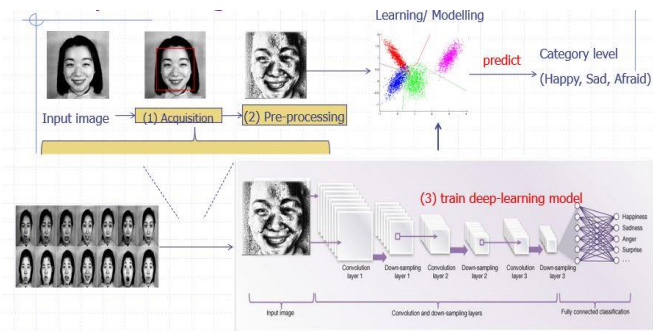 Learning/ Modelling
predict
Category level
(Happy, Sad, Afraid)
Input image
(1) Acquisition
(2) Pre-processing
(3) train deep-learning model
Happiness
Sadness
Anger
Surprise
. . .
Convolution
layer 1
Down-sampling
layer 1
Convolution
layer 2
Down-sampling
layer 2
Convolution
layer 3
Down-sampling
layer 3
Input image
Convolution and down-sampling layers
Fully connected classification